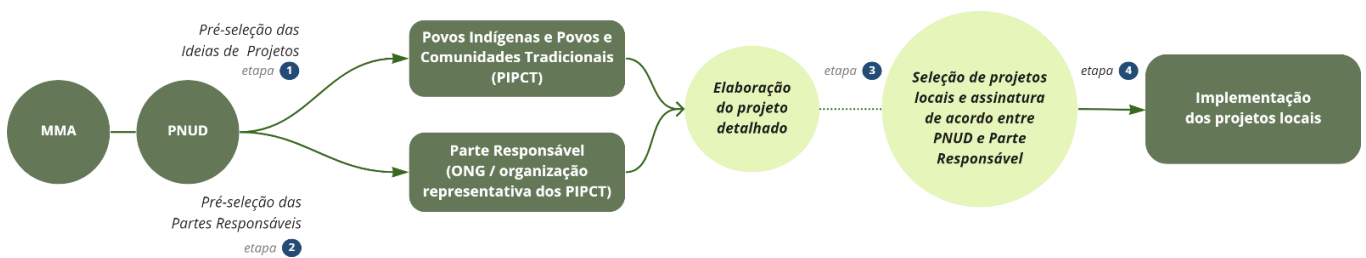 MMA
PNUD
Pré-seleção das
Ideias de Projetos
etapa 1
Pré-seleção das
Partes Responsáveis
etapa 2
Povos Indígenas e Povos e
Comunidades Tradicionais
(PIPCT)
Parte Responsável
(ONG / organização
representativa dos PIPCT)
Elaboração
do projeto
detalhado
etapa 3
Seleção de projetos
locais e assinatura
de acordo entre
PNUD e Parte
Responsável
etapa 4
Implementação
dos projetos locais